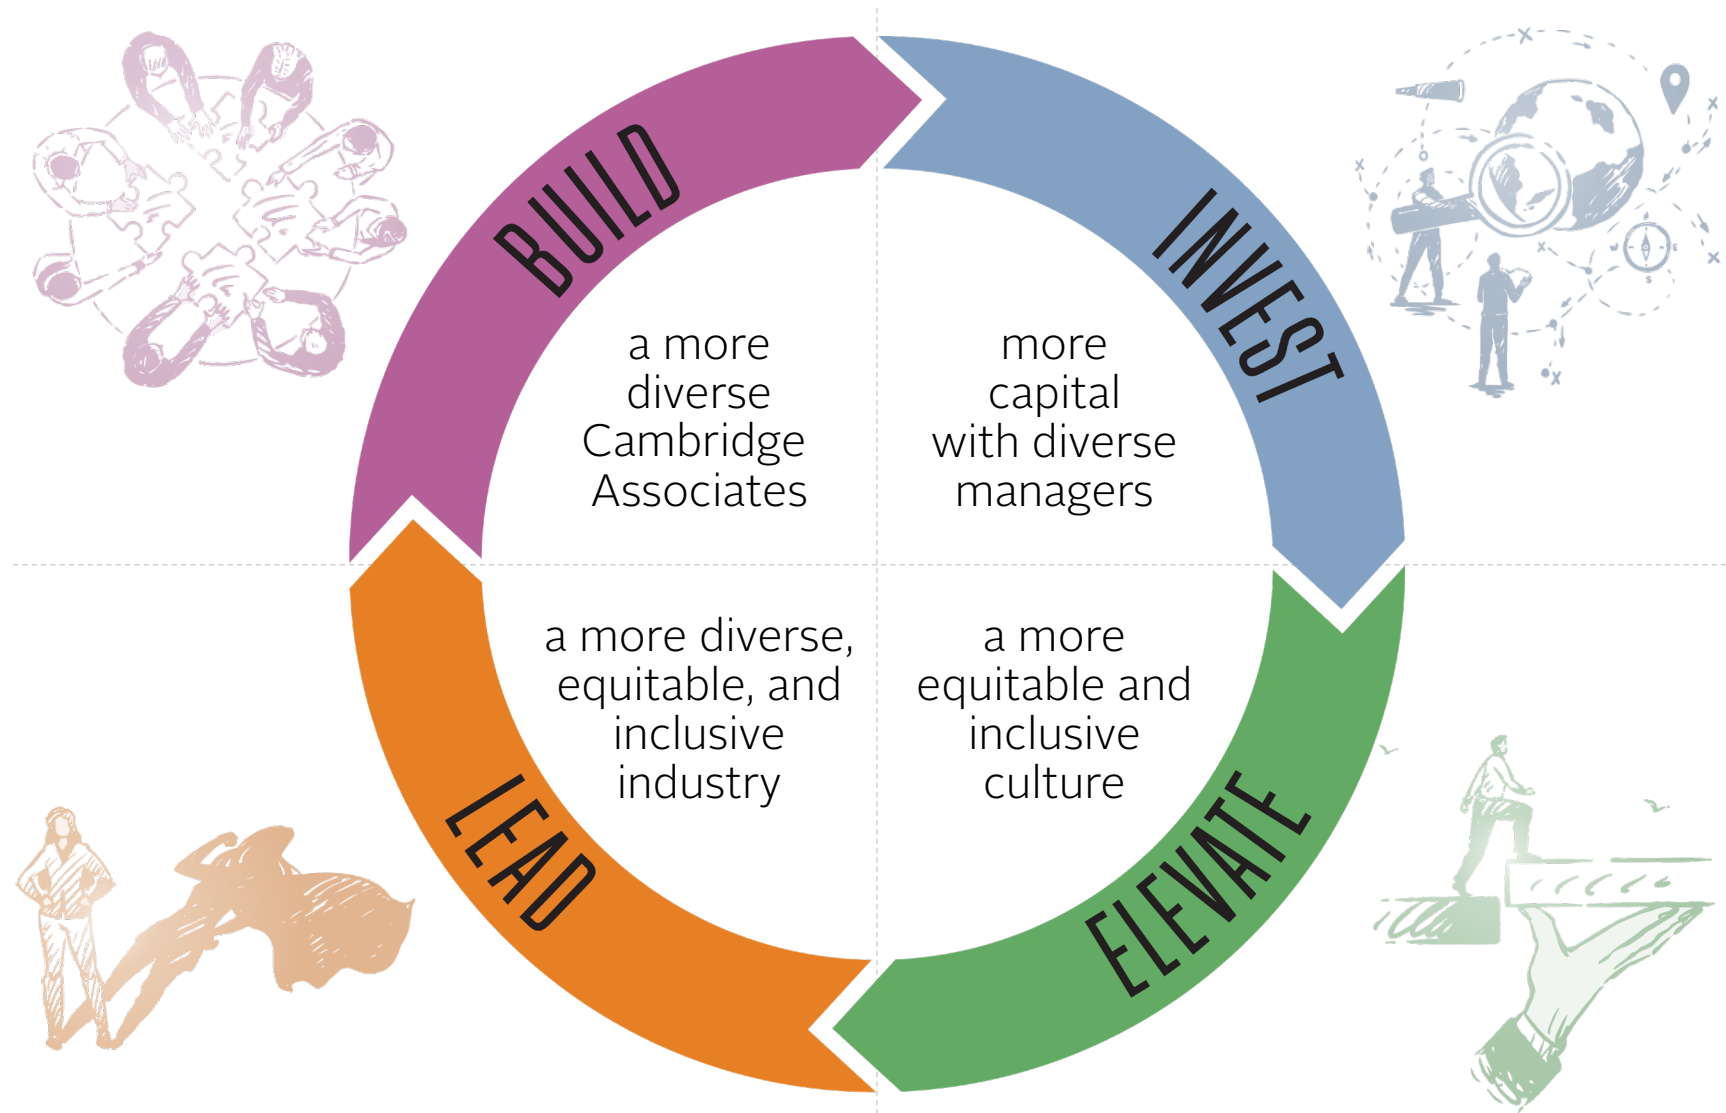 BUILD
a more
diverse
Cambridge
Associates
INVEST
more
capital
with diverse
managers
LEAD
a more diverse,
equitable, and
inclusive
industry
ELEVATE
a more
equitable and
inclusive
culture